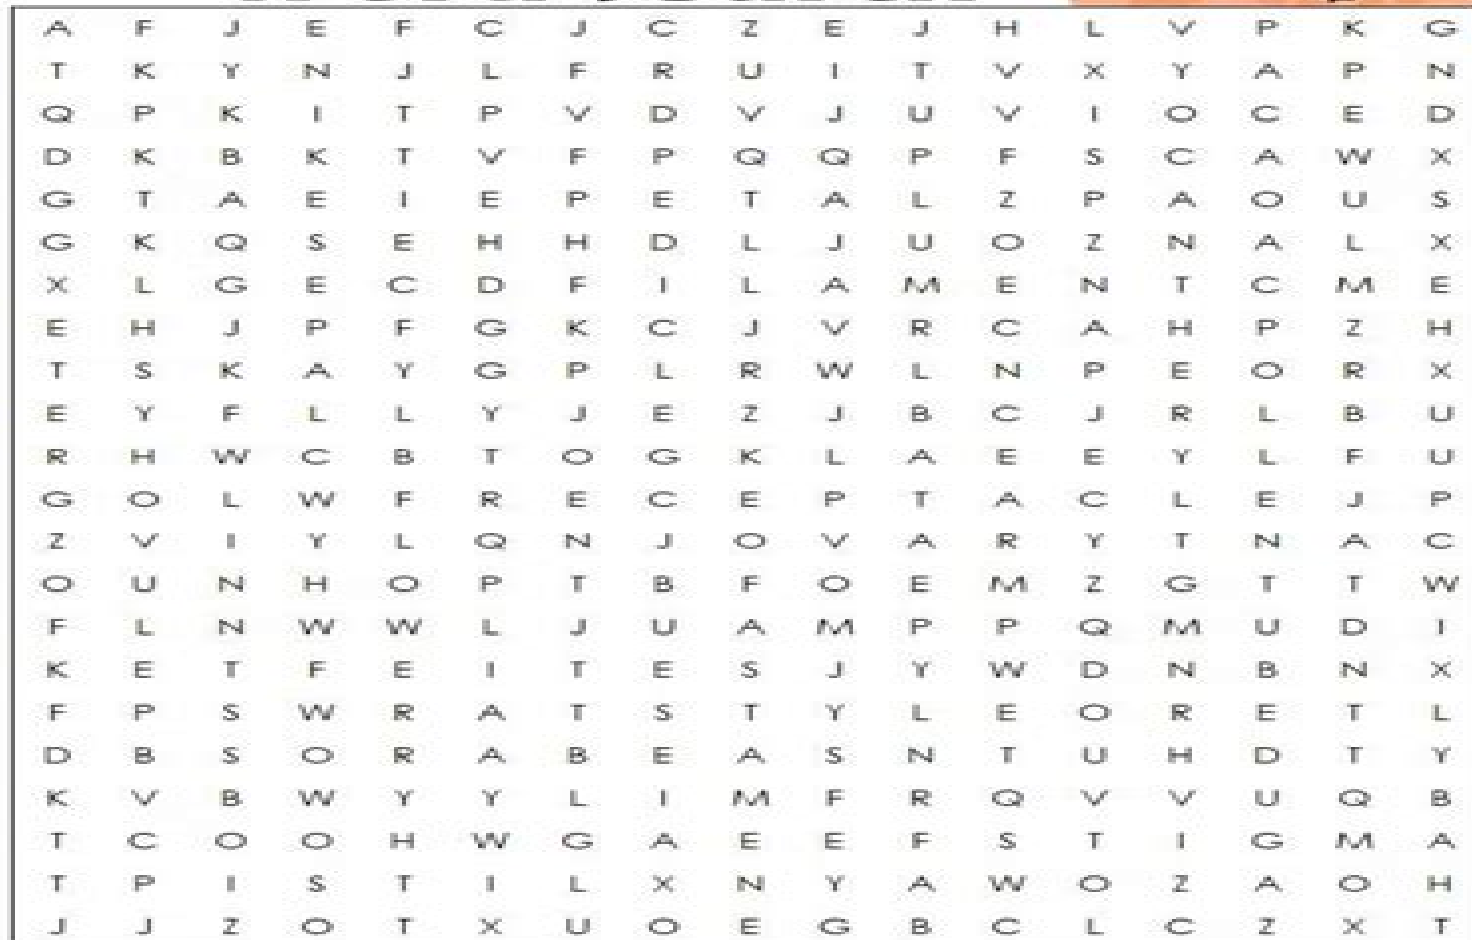 A F J E F C J C Z E J H L V P K G
T K Y N J L F R U I T V X Y A P N
Q P K I T P V D V J U V I O C E D
D K B K T V F P Q Q P F S C A W X
G T A E I E P E T A L Z P A O U S
G K Q S E H H D L J U O Z N A L X
X L G E C D F I L A M E N T C M E
E H J P F G K C J V R C A H P Z H
T S K A Y G P L R W L N P E O R X
E Y F L L Y J E Z J B C J R L B U
R H W C B T O G K L A E E Y L F U
G O L W F R E C E P T A C L E J P
Z V I Y L Q N J O V A R Y T N A C
O U N H O P T B F O E M Z G T T W
F L N W W L J U A M P P Q M U D I
K E T F E I T E S J Y W D N B N X
F P S W R A T S T Y L E O R E T L
D B S O R A B E A S N T U H D T Y
K V B W Y Y L I M F R Q V V U Q B
T C O O H W G A E E F S T I G M A
T P I S T I L X N Y A W O Z A O H
J J Z O T X U O E G B C L C Z X T